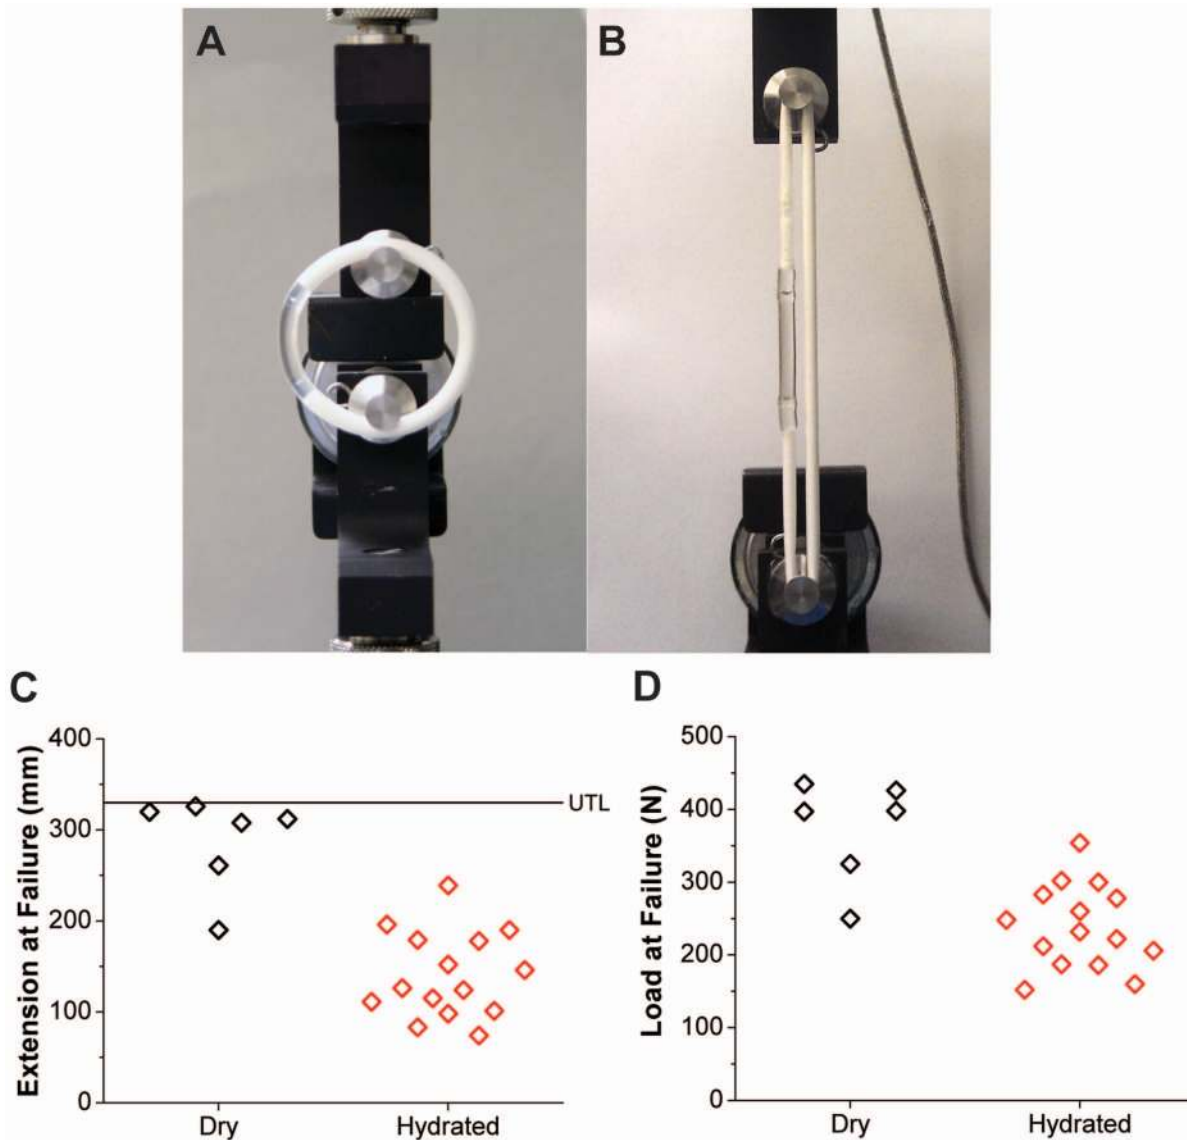 A
B
C
Extension at Failure (mm)
400
300
200
100
0
UTL
Dry
Hydrated
D
Load at Failure (N)
500
400
300
200
100
0
Dry
Hydrated